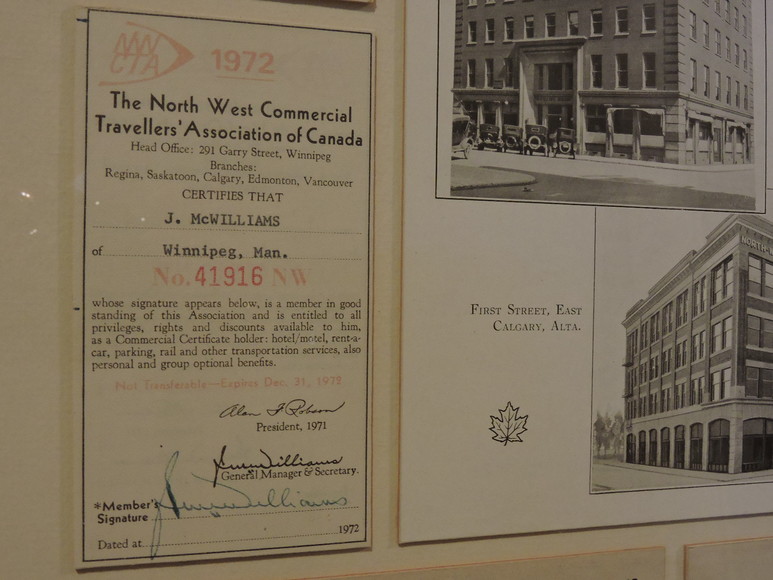 NW
CTA
1972
The North West Commercial
Travellers' Association of Canada
Head Office: 291 Garry Street, Winnipeg
Branches:
Regina, Saskatoon, Calgary, Edmonton, Vancouver
CERTIFIES THAT
J. McWILLIAMS
of Winnipeg, Man.
No. 41916 NW
whose signature appears below, is a member in good
standing of this Association and is entitled to all
privileges, rights and discounts available to him,
as a Commercial Certificate holder: hotel/motel, rent-a-
car, parking, rail and other transportation services, also
personal and group optional benefits.
Not Transferable—Expires Dec. 31, 1972
Alan F Robson
President, 1971
General Manager & Secretary.
*Member's
Signature
Dated at 1972
FIRST STREET, EAST
CALGARY, ALTA.